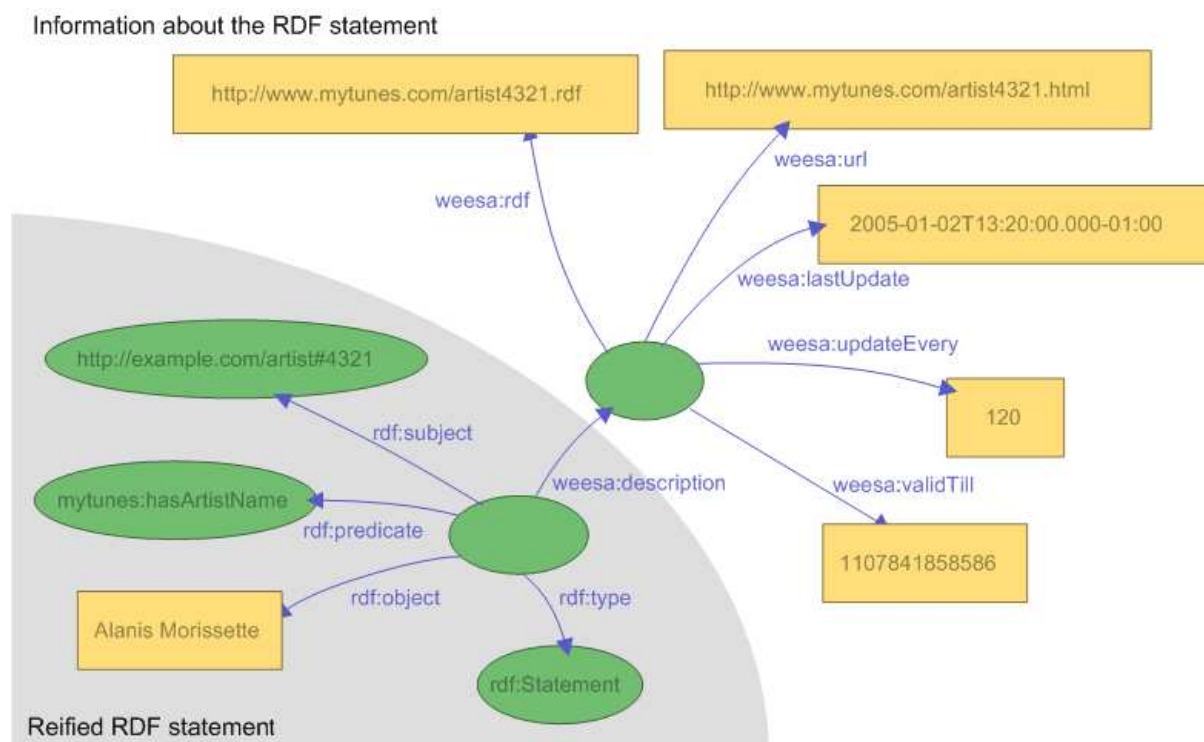 Information about the RDF statement
http://www.mytunes.com/artist4321.rdf
http://www.mytunes.com/artist4321.html
weesa:url
weesa:rdf
2005-01-02T13:20:00.000-01:00
weesa:lastUpdate
weesa:updateEvery
http://example.com/artist#4321
120
rdf:subject
weesa:description
weesa:validTill
mytunes:hasArtistName
rdf:predicate
1107841858586
rdf:object
rdf:type
Alanis Morissette
rdf:Statement
Reified RDF statement